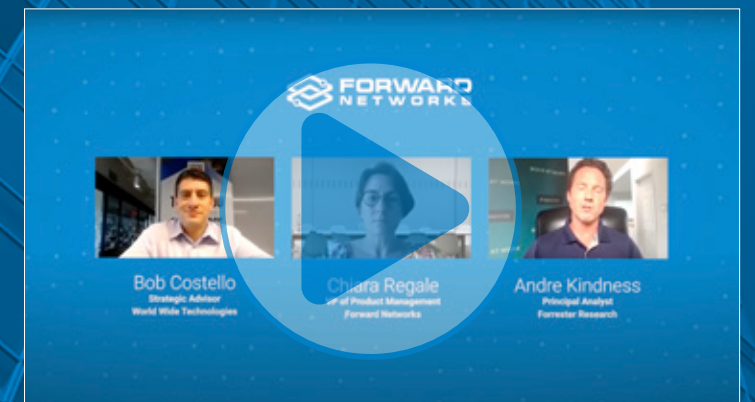 FORWARD
NETWORKS
Bob Costello
Strategic Advisor
World Wide Technologies
Chiara Regale
VP of Product Management
Forward Networks
Andre Kindness
Principal Analyst
Forrester Research